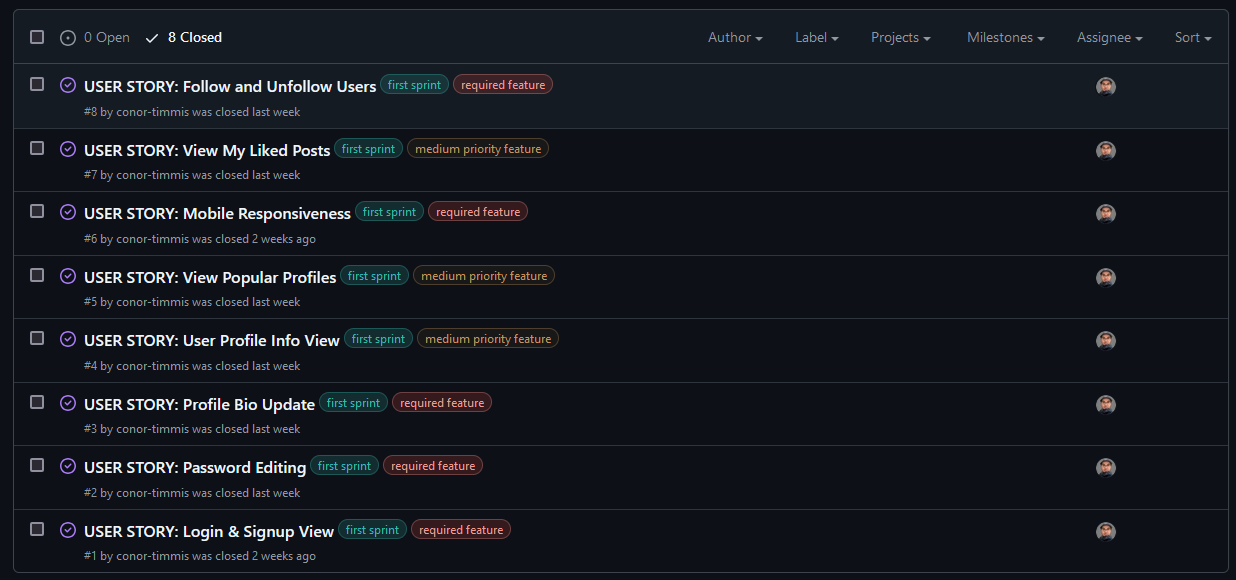 0 Open 8 Closed Author Label Projects Milestones Assignee Sort
USER STORY: Follow and Unfollow Users first sprint required feature
#8 by conor-timmis was closed last week
USER STORY: View My Liked Posts first sprint medium priority feature
#7 by conor-timmis was closed last week
USER STORY: Mobile Responsiveness first sprint required feature
#6 by conor-timmis was closed 2 weeks ago
USER STORY: View Popular Profiles first sprint medium priority feature
#5 by conor-timmis was closed last week
USER STORY: User Profile Info View first sprint medium priority feature
#4 by conor-timmis was closed last week
USER STORY: Profile Bio Update first sprint required feature
#3 by conor-timmis was closed last week
USER STORY: Password Editing first sprint required feature
#2 by conor-timmis was closed last week
USER STORY: Login & Signup View first sprint required feature
#1 by conor-timmis was closed 2 weeks ago